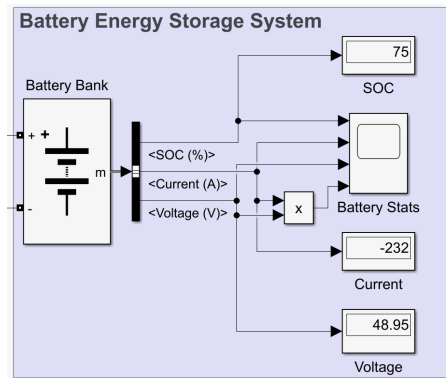 Battery Energy Storage System
75
SOC
Battery Bank
+ +
m
-
<SOC (%)>
<Current (A)>
<Voltage (V)>
x
Battery Stats
-232
Current
48.95
Voltage